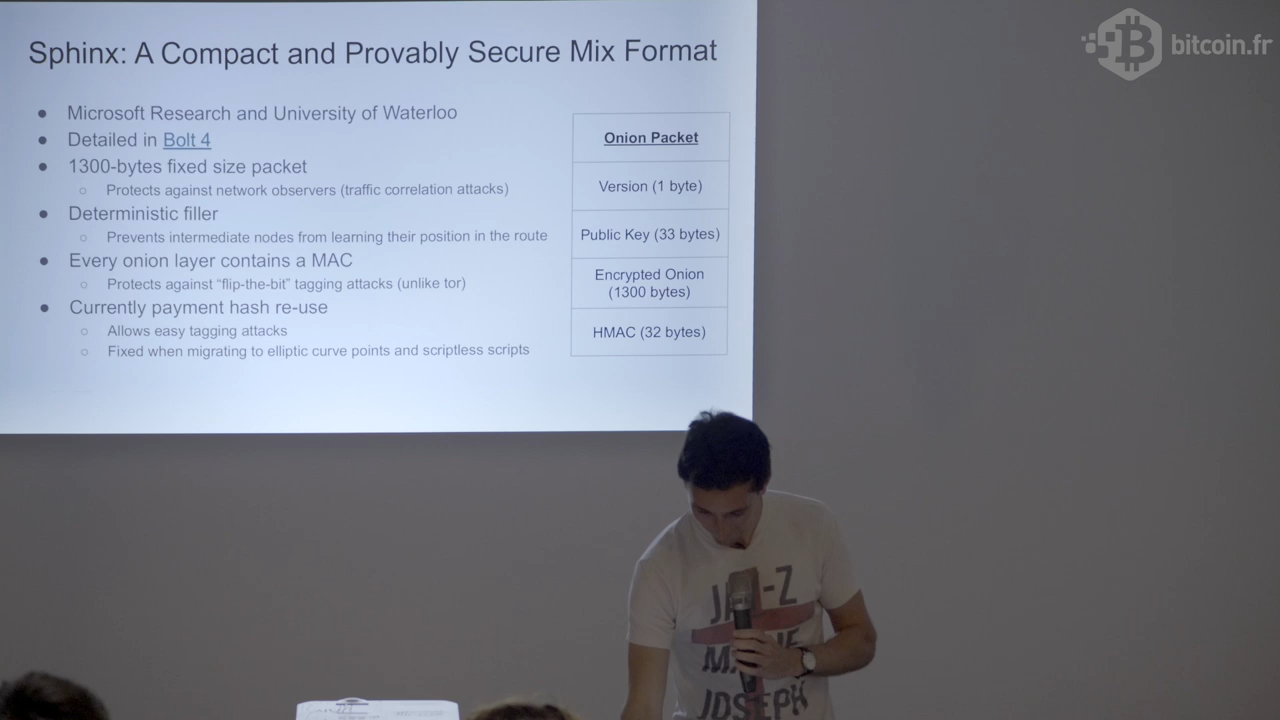 Sphinx: A Compact and Provably Secure Mix Format
● Microsoft Research and University of Waterloo
● Detailed in Bolt 4
● 1300-bytes fixed size packet
○ Protects against network observers (traffic correlation attacks)
● Deterministic filler
○ Prevents intermediate nodes from learning their position in the route
● Every onion layer contains a MAC
○ Protects against “flip-the-bit” tagging attacks (unlike tor)
● Currently payment hash re-use
○ Allows easy tagging attacks
○ Fixed when migrating to elliptic curve points and scriptless scripts
Onion Packet
Version (1 byte)
Public Key (33 bytes)
Encrypted Onion
(1300 bytes)
HMAC (32 bytes)
bitcoin.fr
JOSEPH